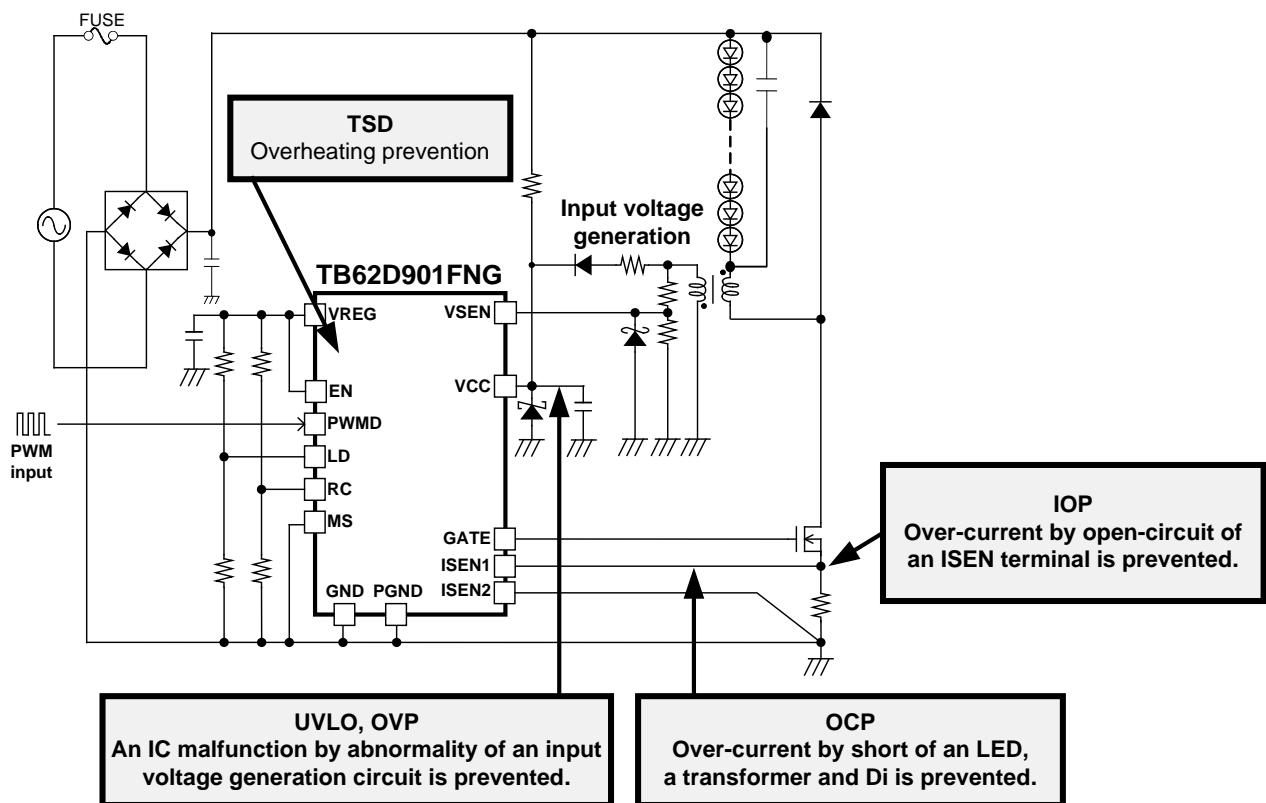 FUSE
TSD
Overheating prevention
Input voltage
generation
TB62D901FNG
VREG
VSEN
EN
VCC
PWMD
PWM
input
LD
RC
MS
GATE
ISEN1
ISEN2
GND
PGND
IOP
Over-current by open-circuit of
an ISEN terminal is prevented.
UVLO, OVP
An IC malfunction by abnormality of an input
voltage generation circuit is prevented.
OCP
Over-current by short of an LED,
a transformer and Di is prevented.